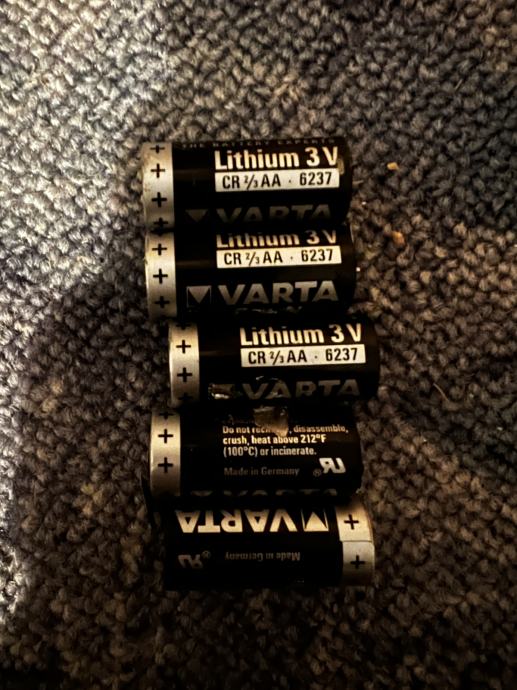 THE BATTERY EXPERTS
+
Lithium 3 V
+
CR ⅔ AA · 6237
+
VARTA
+
Lithium 3 V
CR ⅔ AA · 6237
+
VARTA
+
Lithium 3 V
+
CR ⅔ AA · 6237
+
VARTA
+
+
Do not disassemble,
crush, heat above 212°F
+
(100°C) or incinerate.
+
Made in Germany
VARTA
+
Made in Germany
+